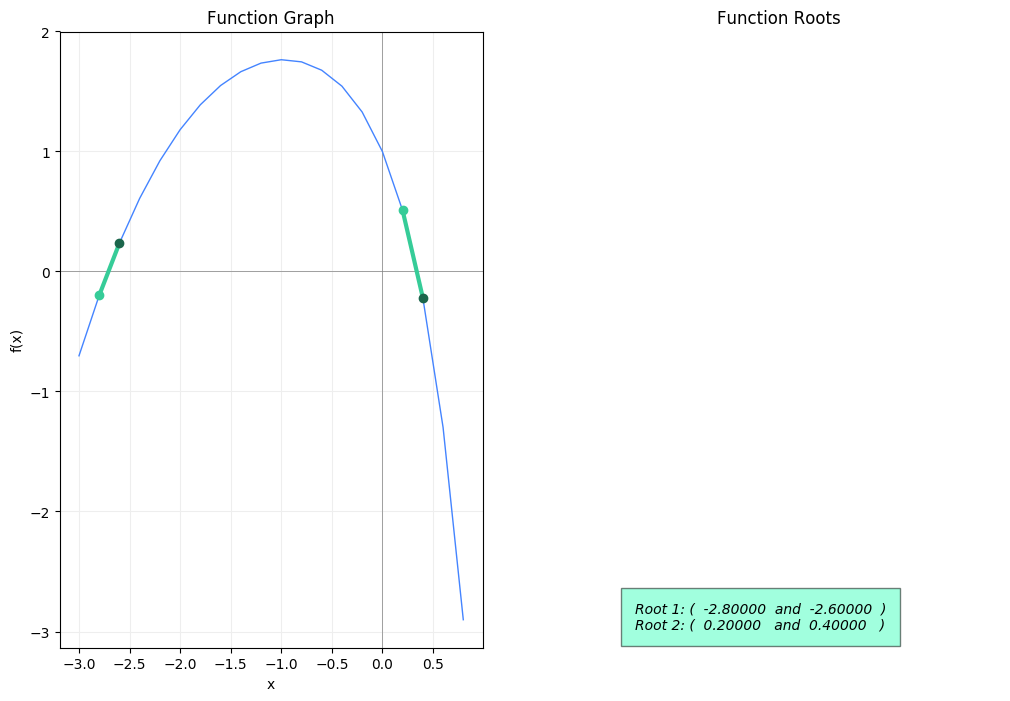 Function Graph
Function Roots
2
1
0
−1
−2
−3
f(x)
−3.0 −2.5 −2.0 −1.5 −1.0 −0.5 0.0 0.5
x
Root 1: ( -2.80000 and -2.60000 )
Root 2: ( 0.20000 and 0.40000 )